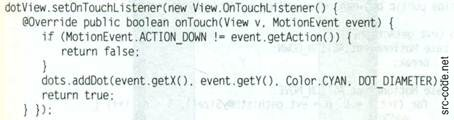 dotView.setOnTouchListener(new View.OnTouchListener() {
@Override public boolean onTouch(View v, MotionEvent event) {
if (MotionEvent.ACTION_DOWN != event.getAction()) {
return false;
}
dots.addDot(event.getX(), event.getY(), Color.CYAN, DOT_DIAMETER)
return true;
} });
src-code.net